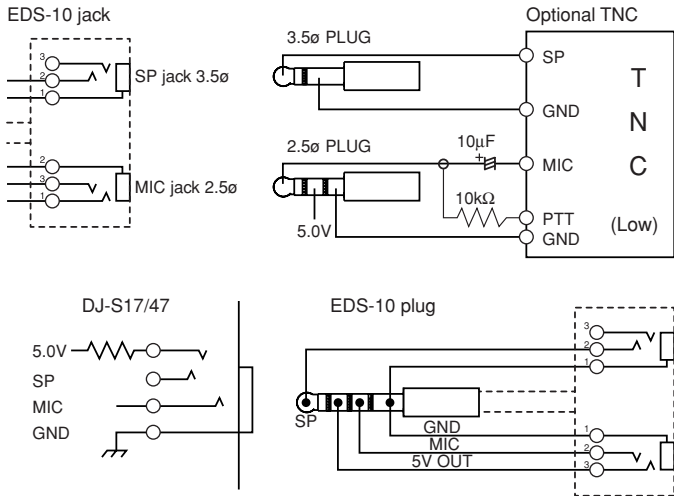 EDS-10 jack
3
2
1
SP jack 3.5ø
2
3
1
MIC jack 2.5ø
3.5ø PLUG
2.5ø PLUG
5.0V
10µF
+
10kΩ
Optional TNC
SP
GND
MIC
PTT
GND
T
N
C
(Low)
DJ-S17/47
5.0V
SP
MIC
GND
EDS-10 plug
SP
GND
MIC
5V OUT
3
2
1
1
2
3